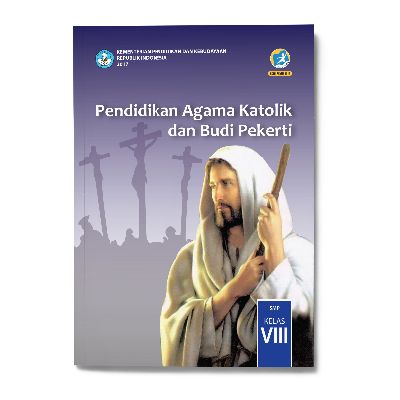 KEMENTERIAN PENDIDIKAN DAN KEBUDAYAAN
REPUBLIK INDONESIA
2017
Pendidikan Agama Katolik
dan Budi Pekerti
SMP
KELAS
VIII